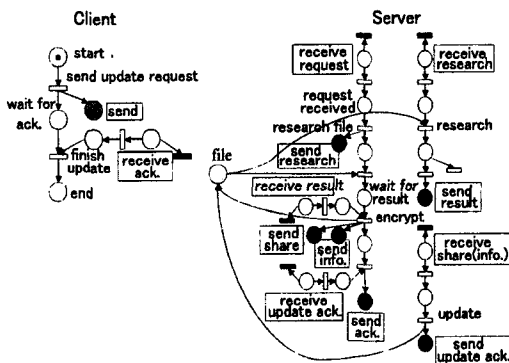 Client
start .
send update request
wait for
ack.
send
finish
update
receive
ack.
end
Server
receive
request
request
received
research file
send
research
file
receive result
wait for
result
encrypt
send
share
send
info.
receive
update ack.
send
ack.
receive
research
research
send
result
receive
share(info.)
update
send
update ack.